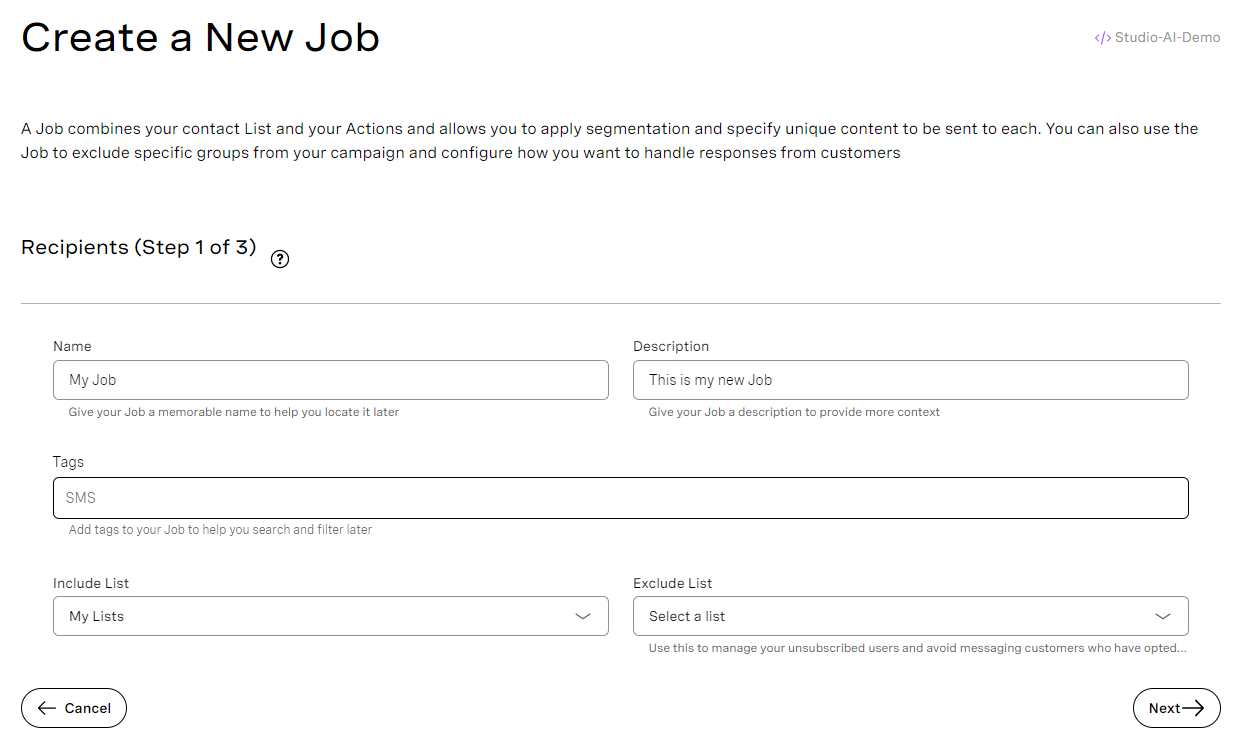 Create a New Job
</> Studio-AI-Demo
A Job combines your contact List and your Actions and allows you to apply segmentation and specify unique content to be sent to each. You can also use the
Job to exclude specific groups from your campaign and configure how you want to handle responses from customers
Recipients (Step 1 of 3) ?
Name
Description
My Job
This is my new Job
Give your Job a memorable name to help you locate it later
Give your Job a description to provide more context
Tags
SMS
Add tags to your Job to help you search and filter later
Include List
Exclude List
My Lists
Select a list
Use this to manage your unsubscribed users and avoid messaging customers who have opted...
Cancel
Next